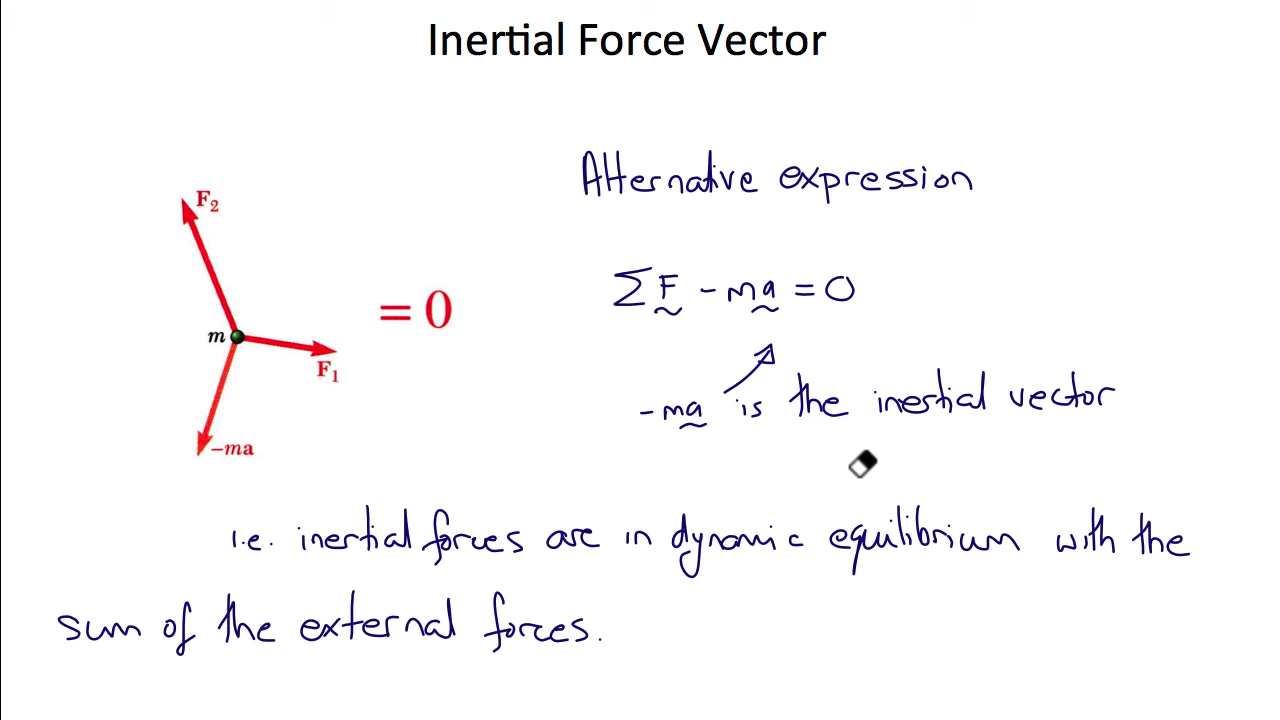 Inertial Force Vector
Alternative expression
F₂
∑F - ma = 0
= 0
m
F₁
-ma is the inertial vector
-ma
i.e. inertial forces are in dynamic equilibrium with the
sum of the external forces.